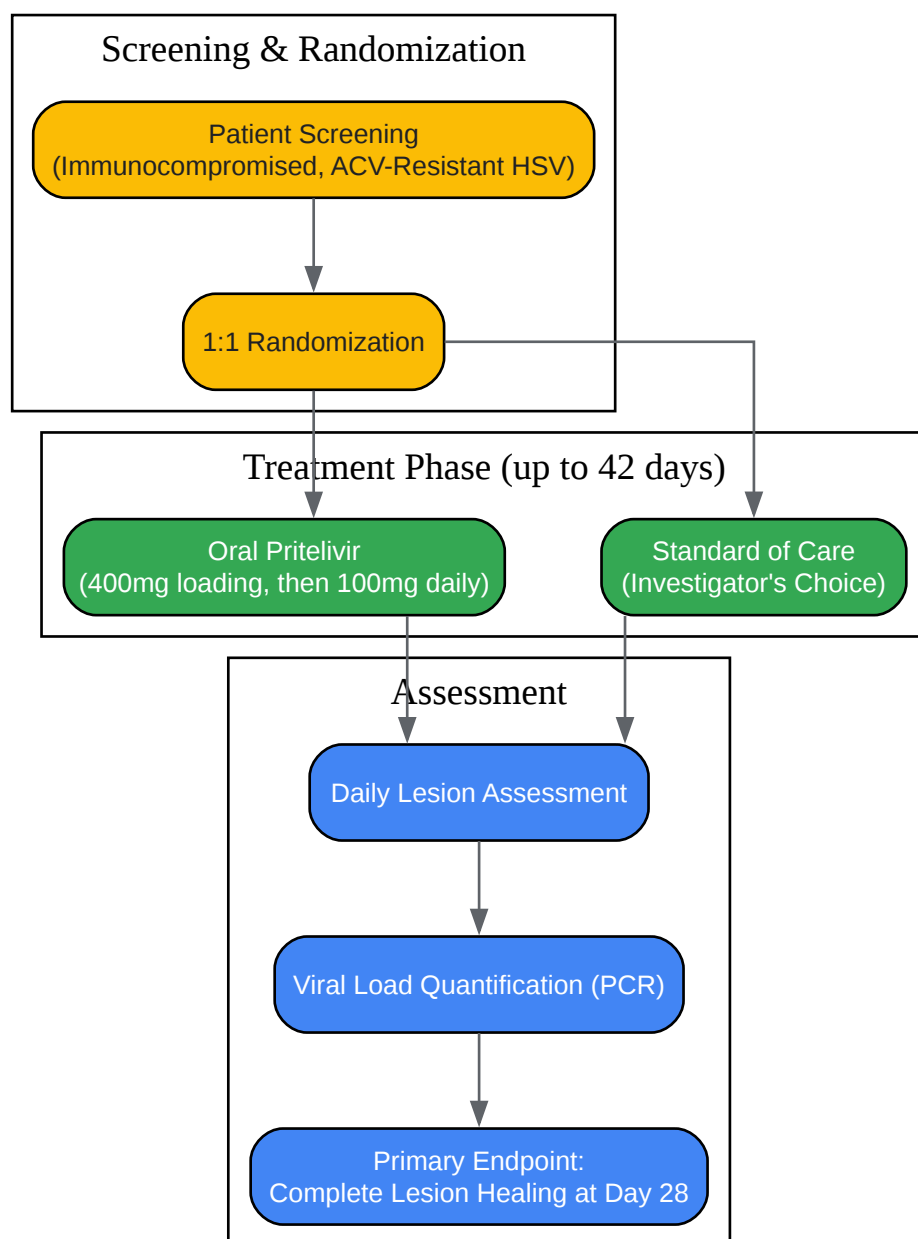 Screening & Randomization
Patient Screening
(Immunocompromised, ACV-Resistant HSV)
1:1 Randomization
Treatment Phase (up to 42 days)
Oral Pritelivir
(400mg loading, then 100mg daily)
Standard of Care
(Investigator's Choice)
Assessment
Daily Lesion Assessment
Viral Load Quantification (PCR)
Primary Endpoint:
Complete Lesion Healing at Day 28